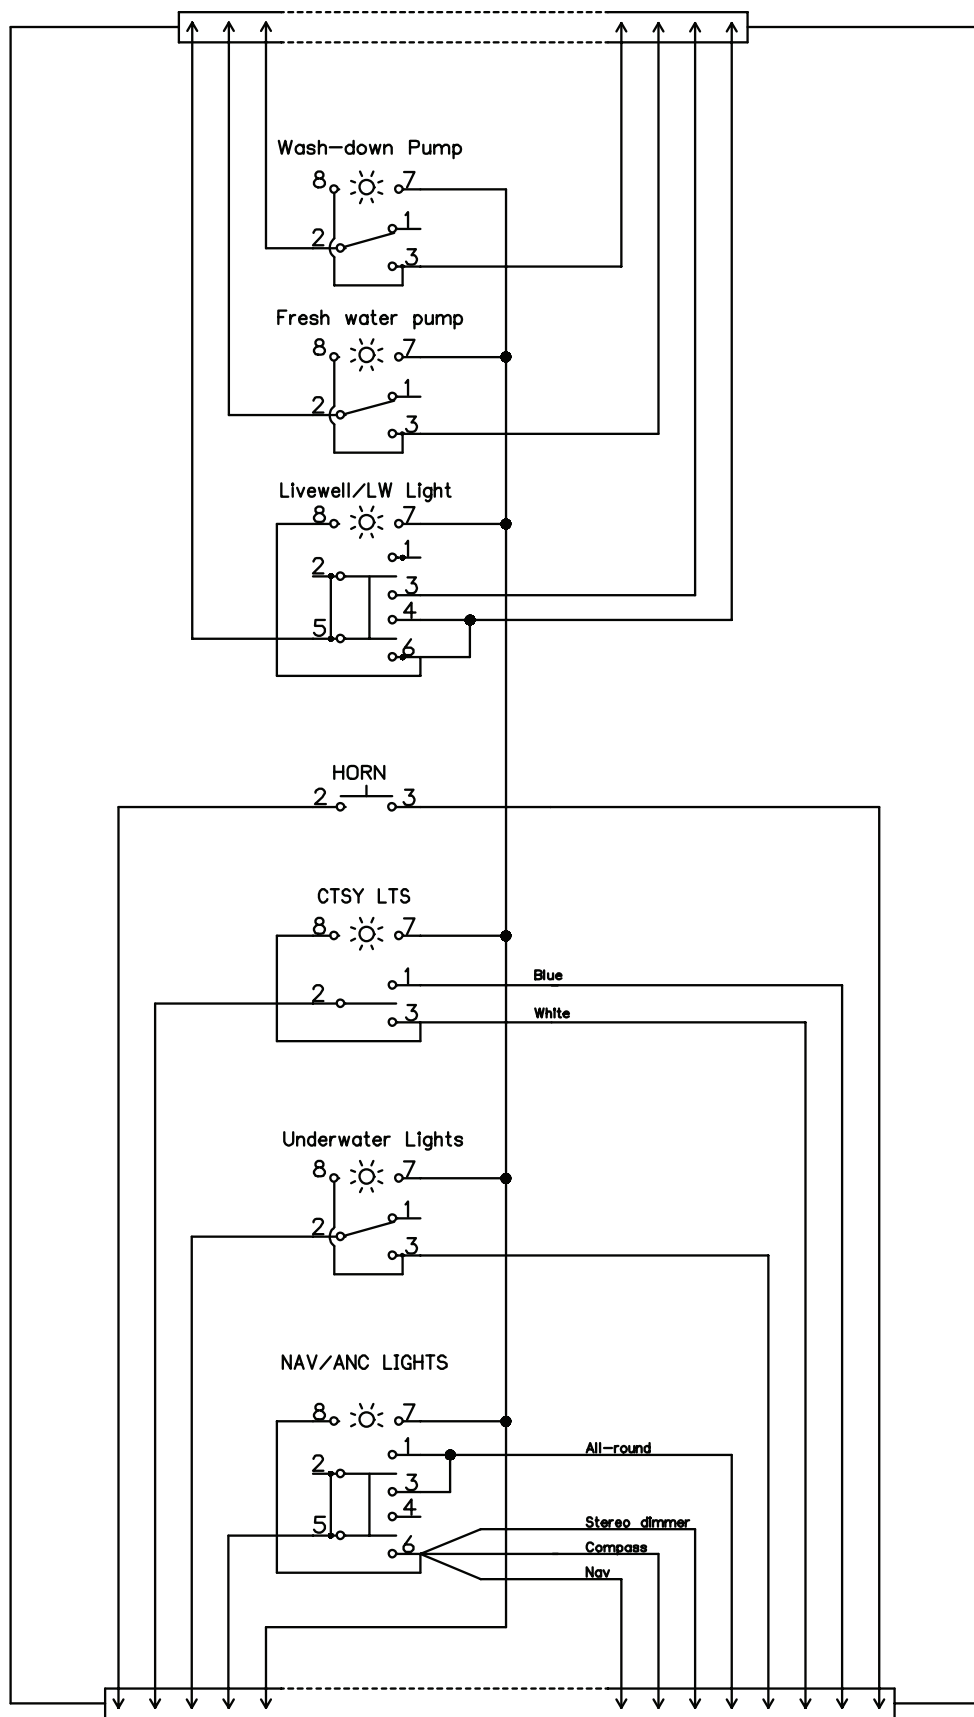 Wash-down Pump
8 7
1
2
3
Fresh water pump
8 7
1
2
3
Livewell/LW Light
8 7
1
2
3
4
5
6
HORN
2 3
CTSY LTS
8 7
1
Blue
2
3
White
Underwater Lights
8 7
1
2
3
NAV/ANC LIGHTS
8 7
1
All-round
2
3
4
5
Stereo dimmer
6
Compass
Nav